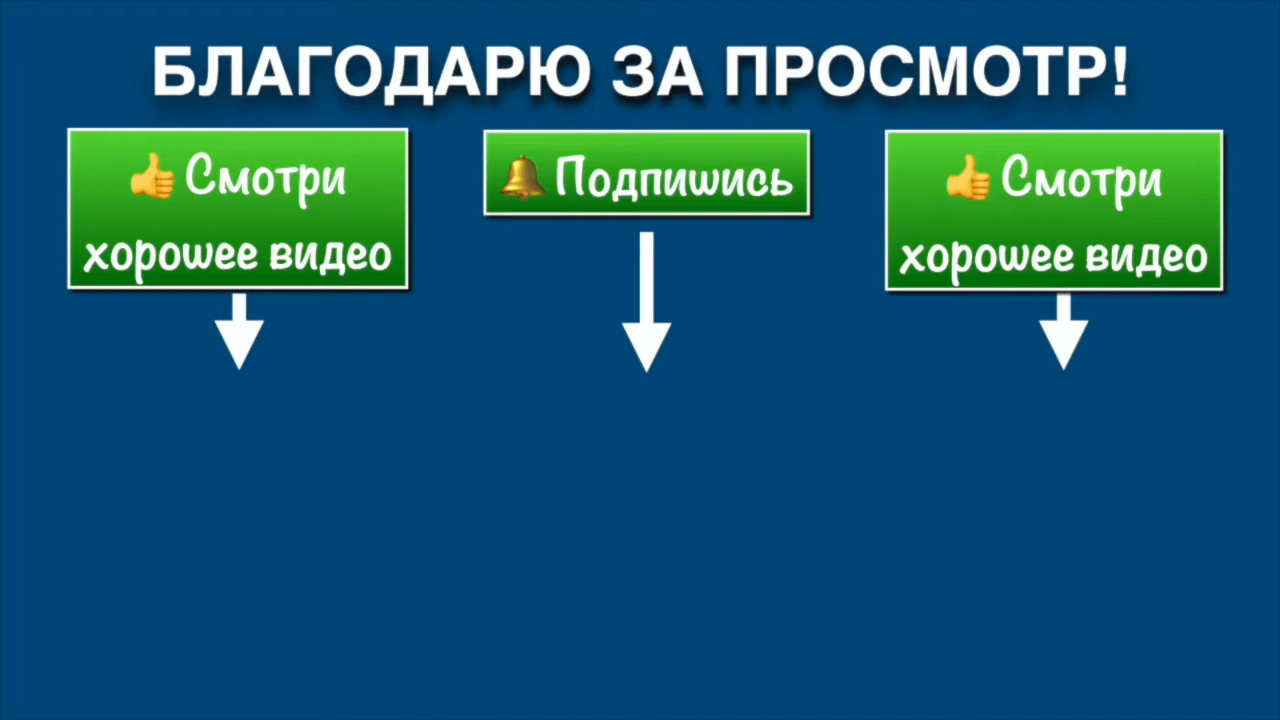 БЛАГОДАРЮ ЗА ПРОСМОТР!
👍 Смотри
хорошее видео
🔔 Подпишись
👍 Смотри
хорошее видео